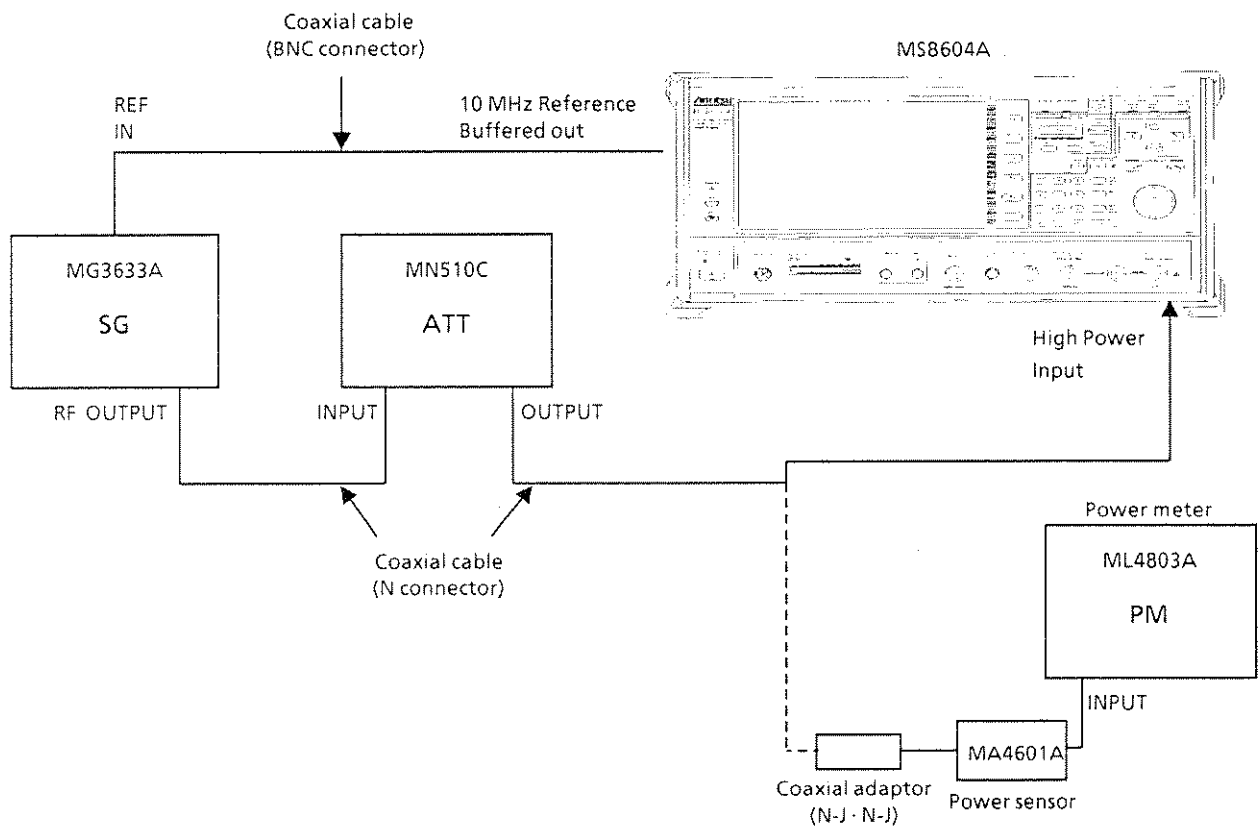 Coaxial cable
(BNC connector)
MS8604A
REF
IN
10 MHz Reference
Buffered out
Anritsu
MG3633A
SG
MN510C
ATT
High Power
Input
RF OUTPUT
INPUT
OUTPUT
Coaxial cable
(N connector)
Power meter
ML4803A
PM
INPUT
MA4601A
Coaxial adaptor
(N-J · N-J)
Power sensor